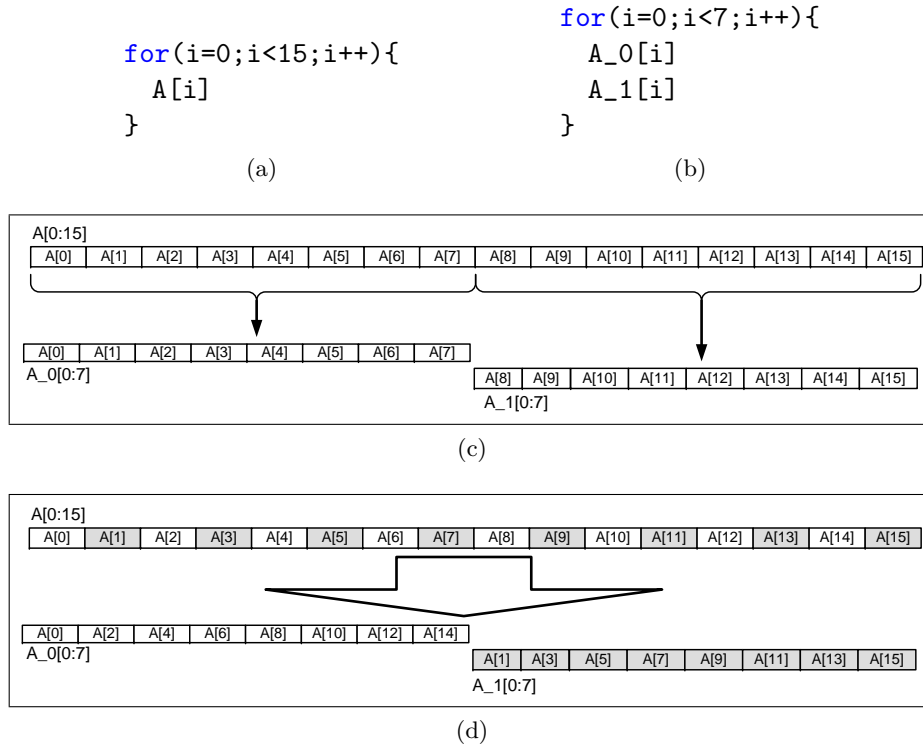 for(i=0;i<15;i++){
A[i]
}
(a)
for(i=0;i<7;i++){
A_0[i]
A_1[i]
}
(b)
A[0:15]
A[0] A[1] A[2] A[3] A[4] A[5] A[6] A[7] A[8] A[9] A[10] A[11] A[12] A[13] A[14] A[15]
A[0] A[1] A[2] A[3] A[4] A[5] A[6] A[7]
A_0[0:7]
A[8] A[9] A[10] A[11] A[12] A[13] A[14] A[15]
A_1[0:7]
(c)
A[0:15]
A[0] A[1] A[2] A[3] A[4] A[5] A[6] A[7] A[8] A[9] A[10] A[11] A[12] A[13] A[14] A[15]
A[0] A[2] A[4] A[6] A[8] A[10] A[12] A[14]
A_0[0:7]
A[1] A[3] A[5] A[7] A[9] A[11] A[13] A[15]
A_1[0:7]
(d)